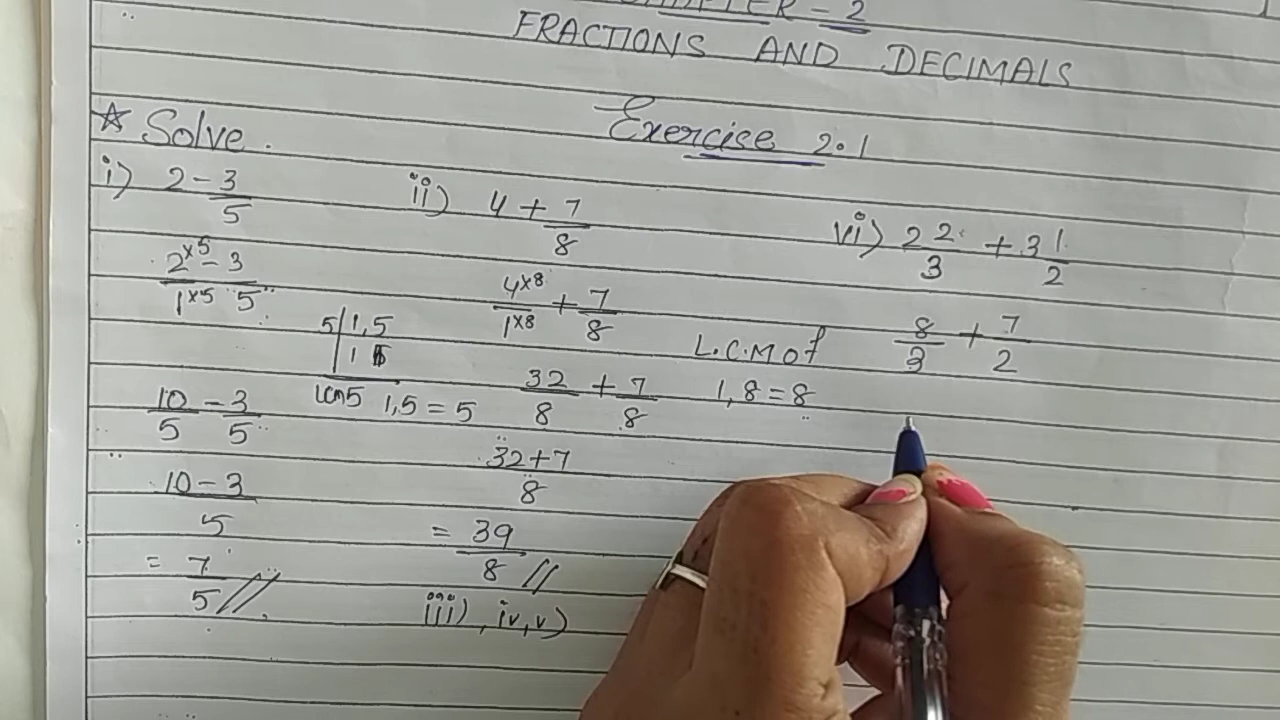 CHAPTER - 2
FRACTIONS AND DECIMALS
Exercise 2.1
☆ Solve.
i) 2 - 3/5
2×5/1×5 - 3/5
5 | 1, 5
| 1
lcm 1,5 = 5
10/5 - 3/5
10 - 3/5
= 7/5 //
ii) 4 + 7/8
4×8/1×8 + 7/8
L.C.M of
1, 8 = 8
32/8 + 7/8
32+7/8
= 39/8 //
iii), iv, v)
vi) 2 2/3 + 3 1/2
8/3 + 7/2